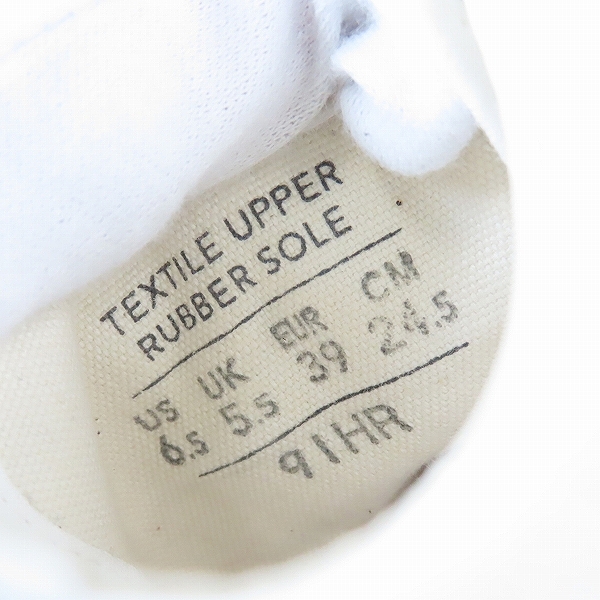 TEXTILE UPPER
RUBBER SOLE
US UK EUR CM
6.5 5.5 39 24.5
91HR